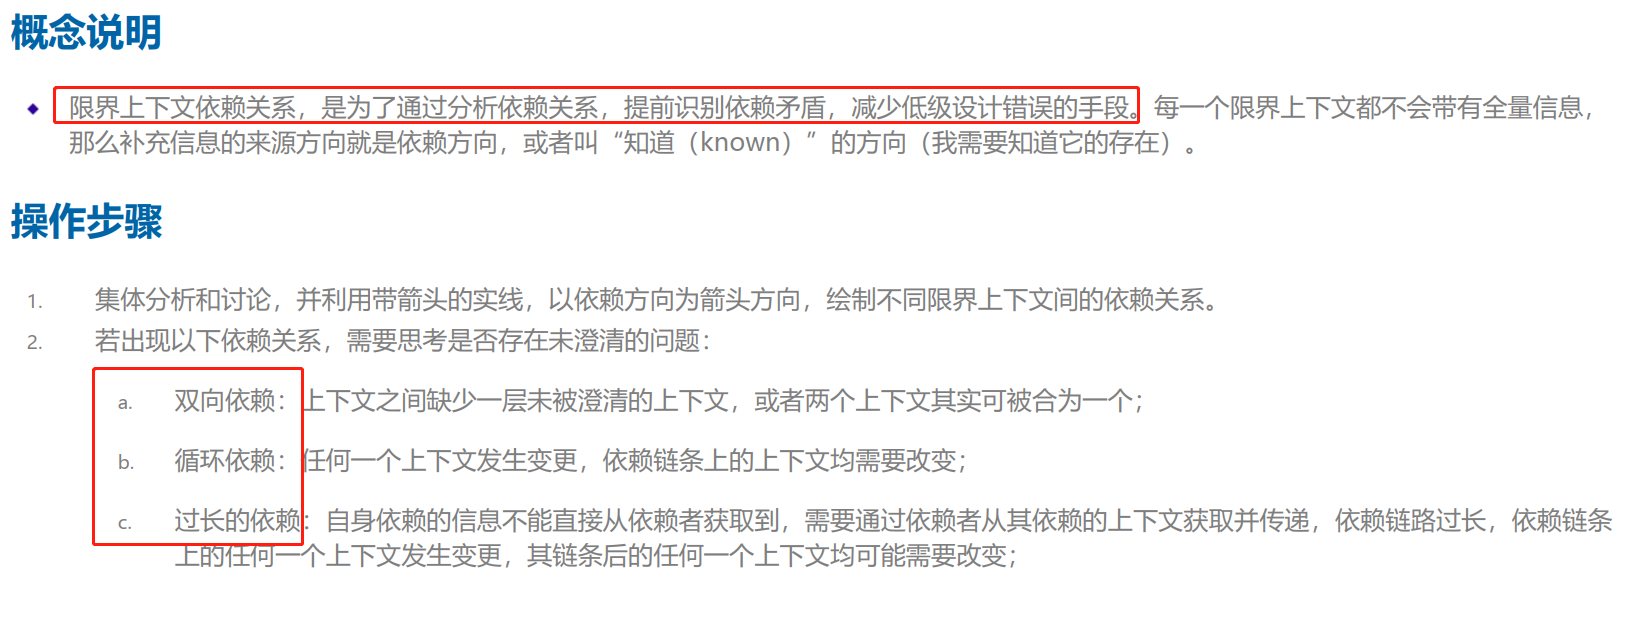 概念说明
限界上下文依赖关系，是为了通过分析依赖关系，提前识别依赖矛盾，减少低级设计错误的手段。每一个限界上下文都不会带有全量信息，
那么补充信息的来源方向就是依赖方向，或者叫“知道（known）”的方向（我需要知道它的存在）。
操作步骤
1. 集体分析和讨论，并利用带箭头的实线，以依赖方向为箭头方向，绘制不同限界上下文间的依赖关系。
2. 若出现以下依赖关系，需要思考是否存在未澄清的问题：
a. 双向依赖：上下文之间缺少一层未被澄清的上下文，或者两个上下文其实可被合为一个；
b. 循环依赖：任何一个上下文发生变更，依赖链条上的上下文均需要改变；
c. 过长的依赖：自身依赖的信息不能直接从依赖者获取到，需要通过依赖者从其依赖的上下文获取并传递，依赖链路过长，依赖链条
上的任何一个上下文发生变更，其链条后的任何一个上下文均可能需要改变；